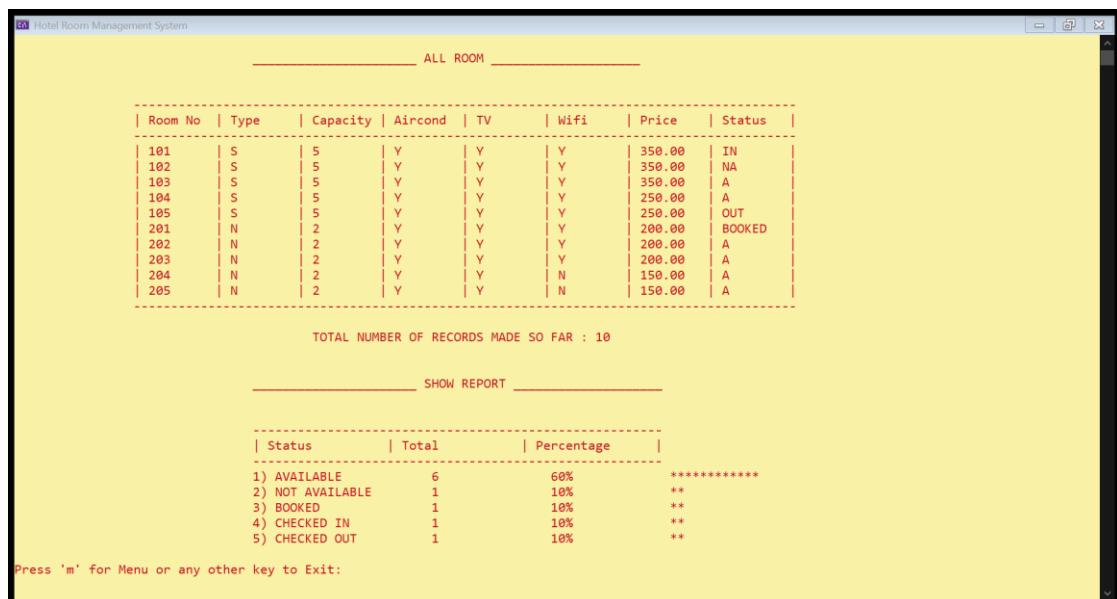 Hotel Room Management System
______________________ ALL ROOM ____________________
-----------------------------------------------------------------------------------------
| Room No | Type | Capacity | Aircond | TV | Wifi | Price | Status |
-----------------------------------------------------------------------------------------
| 101 | S | 5 | Y | Y | Y | 350.00 | IN |
| 102 | S | 5 | Y | Y | Y | 350.00 | NA |
| 103 | S | 5 | Y | Y | Y | 350.00 | A |
| 104 | S | 5 | Y | Y | Y | 250.00 | A |
| 105 | S | 5 | Y | Y | Y | 250.00 | OUT |
| 201 | N | 2 | Y | Y | Y | 200.00 | BOOKED |
| 202 | N | 2 | Y | Y | Y | 200.00 | A |
| 203 | N | 2 | Y | Y | Y | 200.00 | A |
| 204 | N | 2 | Y | Y | N | 150.00 | A |
| 205 | N | 2 | Y | Y | N | 150.00 | A |
-----------------------------------------------------------------------------------------
TOTAL NUMBER OF RECORDS MADE SO FAR : 10
______________________ SHOW REPORT ____________________
-------------------------------------------------------
| Status | Total | Percentage |
-------------------------------------------------------
1) AVAILABLE 6 60% ************
2) NOT AVAILABLE 1 10% **
3) BOOKED 1 10% **
4) CHECKED IN 1 10% **
5) CHECKED OUT 1 10% **
Press 'm' for Menu or any other key to Exit: